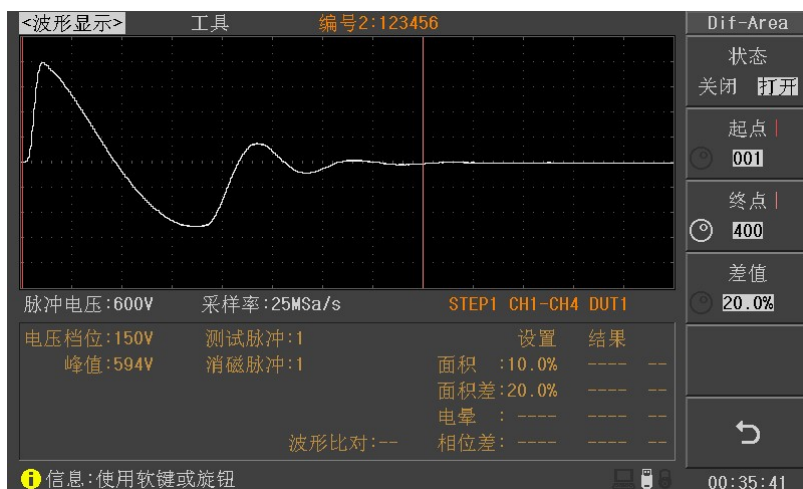 <波形显示> 工具 编号2:123456 Dif-Area
状态
关闭 打开
起点
001
终点
400
差值
20.0%
脉冲电压:600V 采样率:25MSa/s STEP1 CH1-CH4 DUT1
电压档位:150V 测试脉冲:1 设置 结果
峰值:594V 消磁脉冲:1 面积 :10.0% ---- --
面积差:20.0% ---- --
电晕 : ---- ---- --
波形比对:-- 相位差: ---- ---- --
信息:使用软键或旋钮 00:35:41